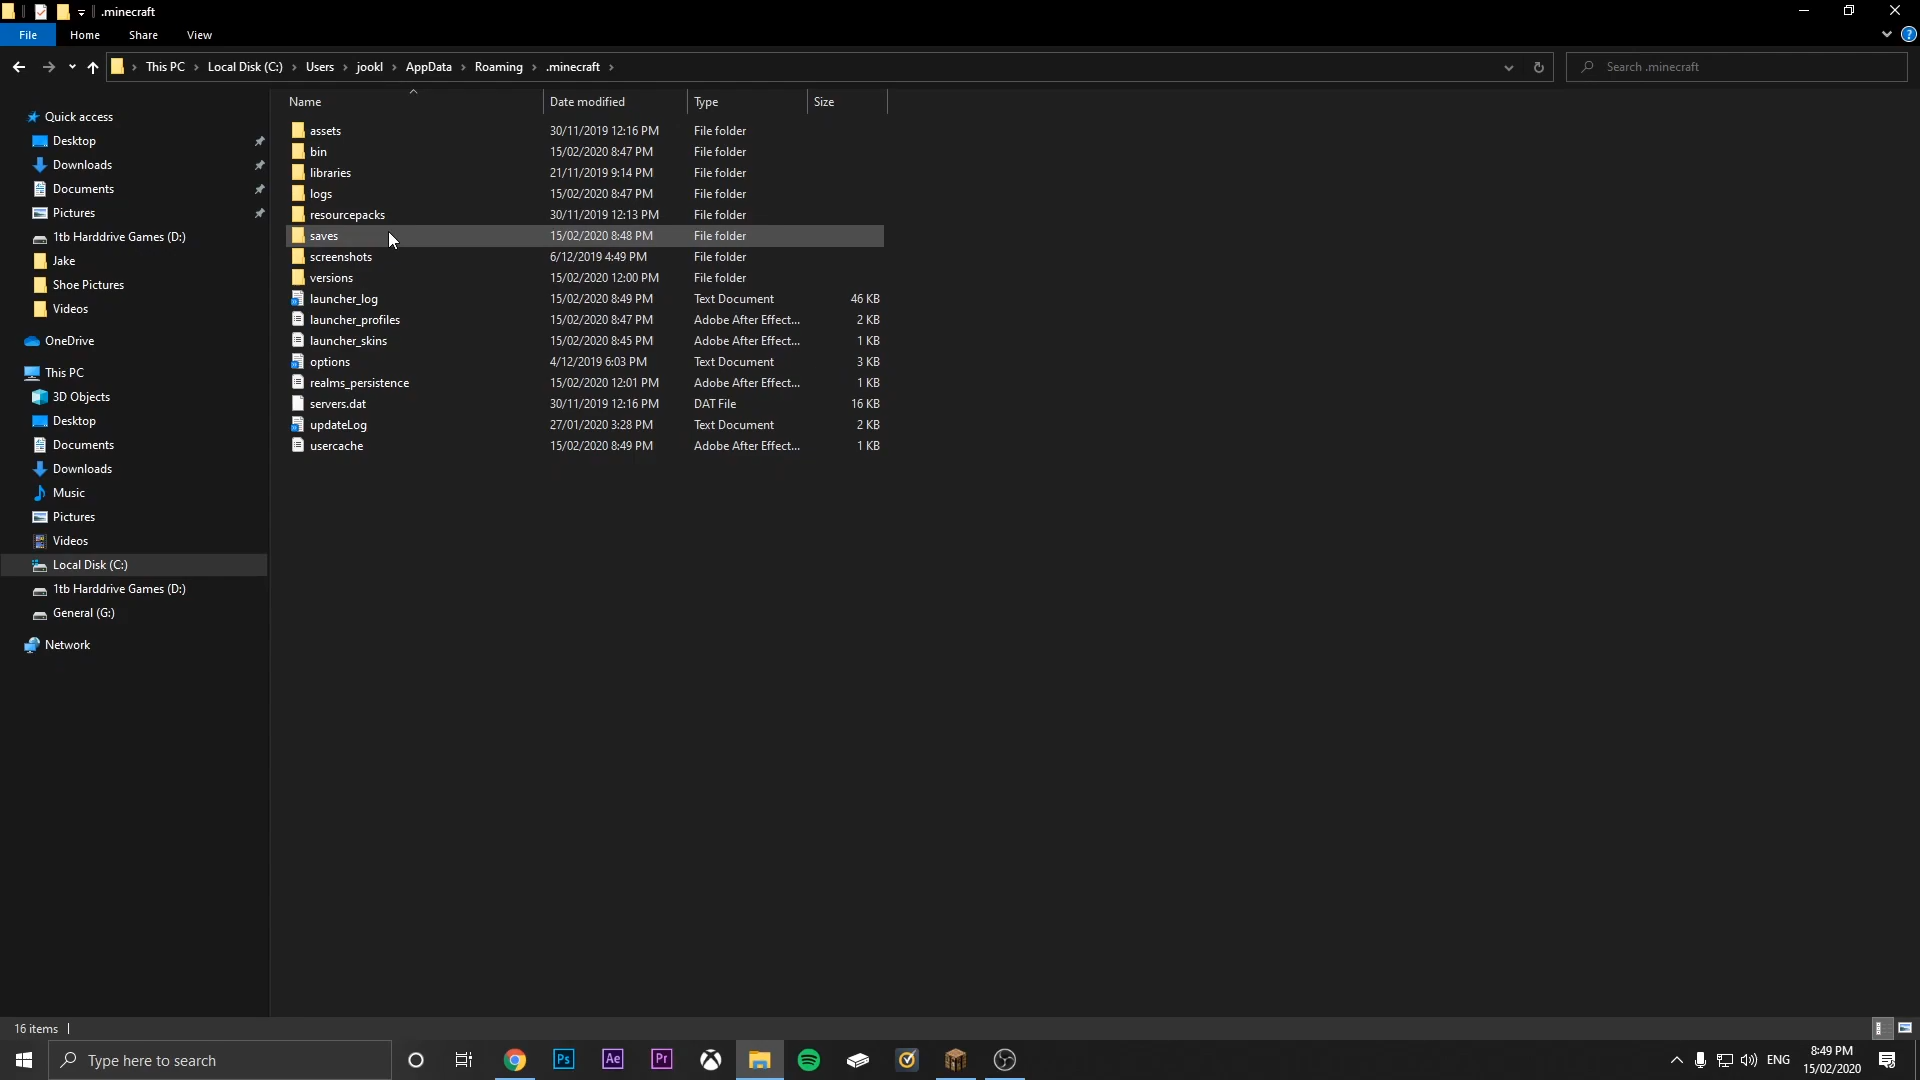 .minecraft
File Home Share View
This PC Local Disk (C:) Users jookl AppData Roaming .minecraft
Search .minecraft
Name Date modified Type Size
Quick access
Desktop
Downloads
Documents
Pictures
1tb Harddrive Games (D:)
Jake
Shoe Pictures
Videos
OneDrive
This PC
3D Objects
Desktop
Documents
Downloads
Music
Pictures
Videos
Local Disk (C:)
1tb Harddrive Games (D:)
General (G:)
Network
assets 30/11/2019 12:16 PM File folder
bin 15/02/2020 8:47 PM File folder
libraries 21/11/2019 9:14 PM File folder
logs 15/02/2020 8:47 PM File folder
resourcepacks 30/11/2019 12:13 PM File folder
saves 15/02/2020 8:48 PM File folder
screenshots 6/12/2019 4:49 PM File folder
versions 15/02/2020 12:00 PM File folder
launcher_log 15/02/2020 8:49 PM Text Document 46 KB
launcher_profiles 15/02/2020 8:47 PM Adobe After Effect... 2 KB
launcher_skins 15/02/2020 8:45 PM Adobe After Effect... 1 KB
options 4/12/2019 6:03 PM Text Document 3 KB
realms_persistence 15/02/2020 12:01 PM Adobe After Effect... 1 KB
servers.dat 30/11/2019 12:16 PM DAT File 16 KB
updateLog 27/01/2020 3:28 PM Text Document 2 KB
usercache 15/02/2020 8:49 PM Adobe After Effect... 1 KB
16 items
Type here to search
Ps Ae Pr
ENG
8:49 PM
15/02/2020